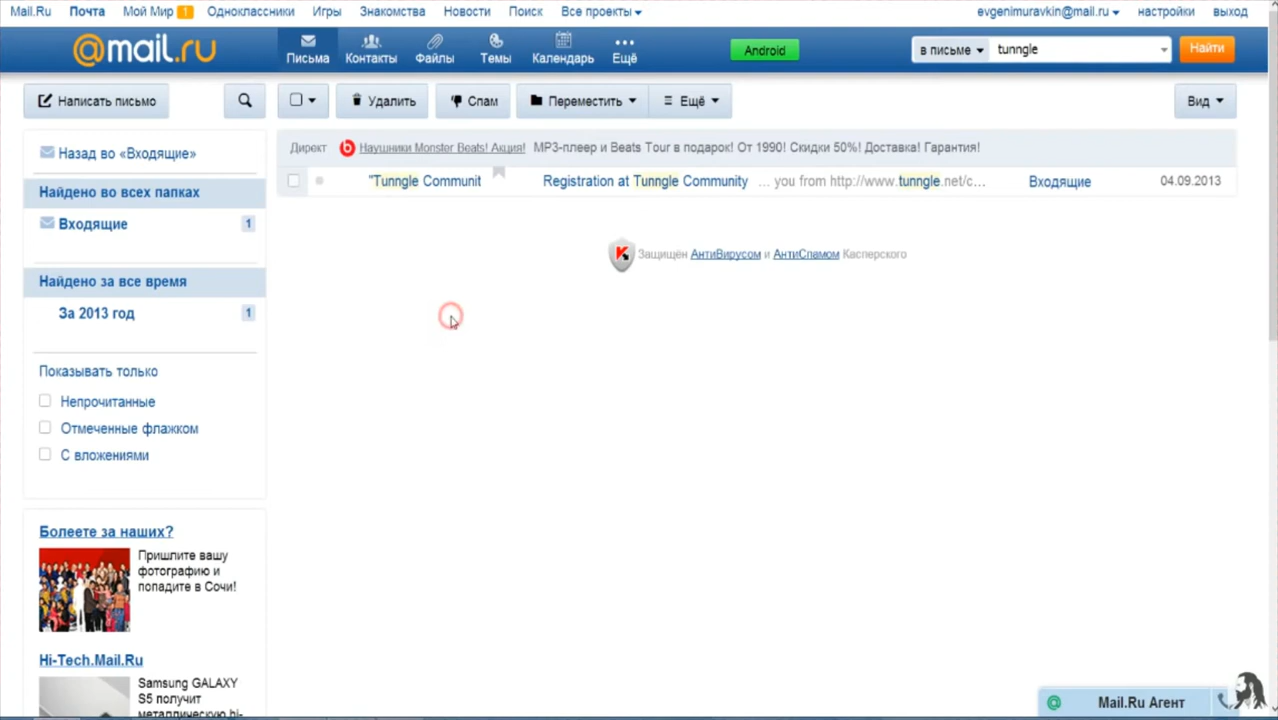 Mail.Ru Почта Мой Мир 1 Одноклассники Игры Знакомства Новости Поиск Все проекты evgenimuravkin@mail.ru настройки выход
@mail.ru Письма Контакты Файлы Темы Календарь Ещё Android в письме tunngle Найти
Написать письмо Удалить Спам Переместить Ещё Вид
Назад во «Входящие»
Найдено во всех папках
Входящие 1
Найдено за все время
За 2013 год 1
Показывать только
Непрочитанные
Отмеченные флажком
С вложениями
Директ Наушники Monster Beats! Акция! MP3-плеер и Beats Tour в подарок! От 1990! Скидки 50%! Доставка! Гарантия!
"Tunngle Communit Registration at Tunngle Community ... you from http://www.tunngle.net/c... Входящие 04.09.2013
Защищён АнтиВирусом и АнтиСпамом Касперского
Болеете за наших?
Пришлите вашу
фотографию и
попадите в Сочи!
Hi-Tech.Mail.Ru
Samsung GALAXY
S5 получит
металлическую hi-
Mail.Ru Агент